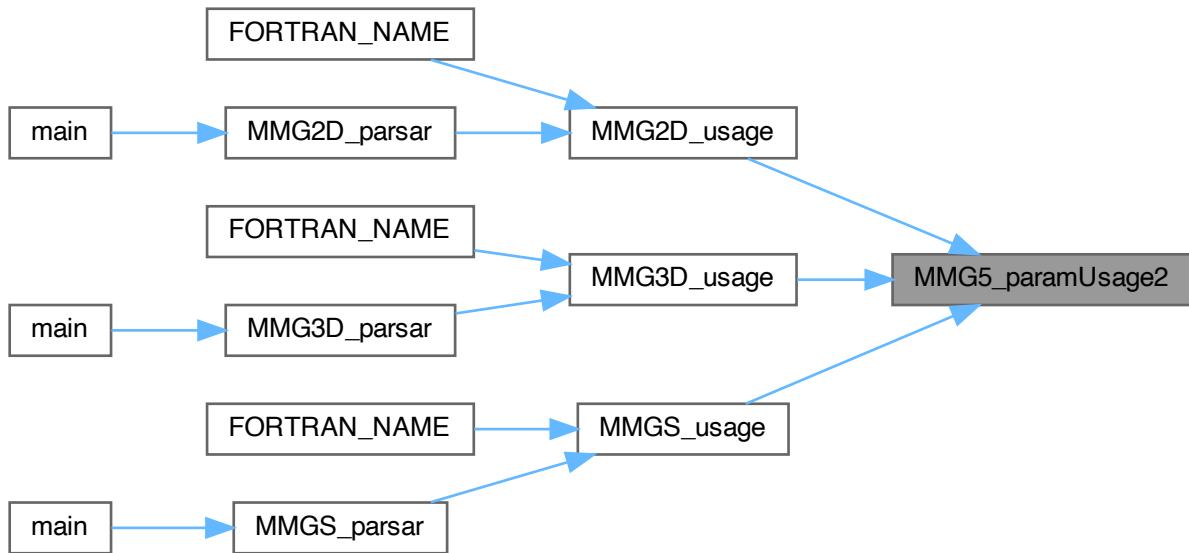 FORTRAN_NAME
main
MMG2D_parsar
MMG2D_usage
FORTRAN_NAME
MMG3D_usage
MMG5_paramUsage2
main
MMG3D_parsar
FORTRAN_NAME
MMGS_usage
main
MMGS_parsar